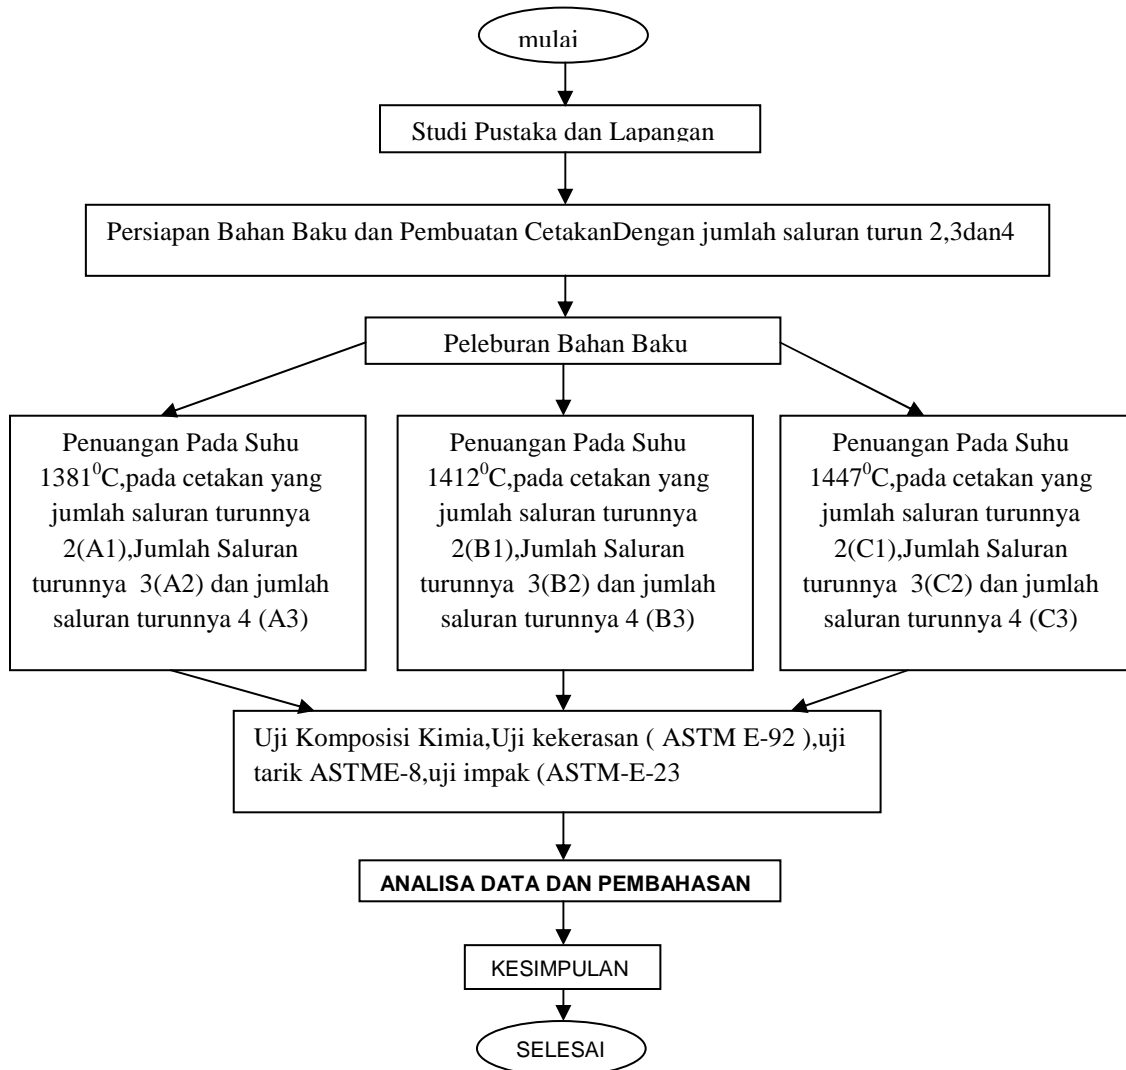 mulai
Studi Pustaka dan Lapangan
Persiapan Bahan Baku dan Pembuatan CetakanDengan jumlah saluran turun 2,3dan4
Peleburan Bahan Baku
Penuangan Pada Suhu
1381⁰C,pada cetakan yang
jumlah saluran turunnya
2(A1),Jumlah Saluran
turunnya  3(A2) dan jumlah
saluran turunnya 4 (A3)
Penuangan Pada Suhu
1412⁰C,pada cetakan yang
jumlah saluran turunnya
2(B1),Jumlah Saluran
turunnya  3(B2) dan jumlah
saluran turunnya 4 (B3)
Penuangan Pada Suhu
1447⁰C,pada cetakan yang
jumlah saluran turunnya
2(C1),Jumlah Saluran
turunnya  3(C2) dan jumlah
saluran turunnya 4 (C3)
Uji Komposisi Kimia,Uji kekerasan ( ASTM E-92 ),uji
tarik ASTME-8,uji impak (ASTM-E-23
ANALISA DATA DAN PEMBAHASAN
KESIMPULAN
SELESAI